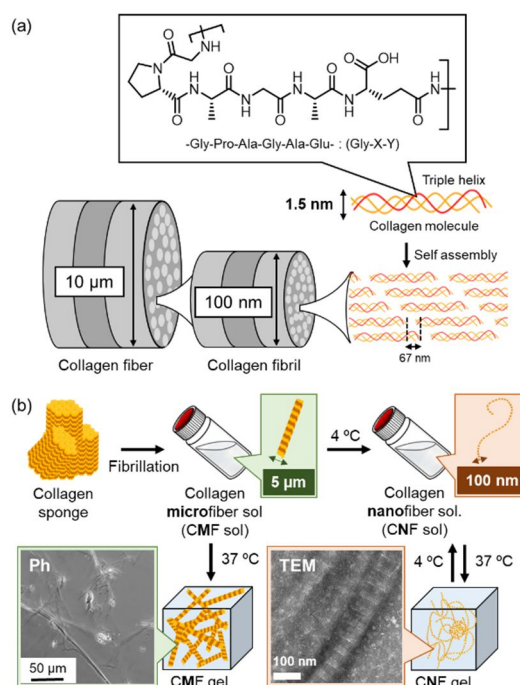 (a)
O
NH
N
O
H
N
O
N
H
O
H
N
O
N
H
O
OH
O
H
N
-Gly-Pro-Ala-Gly-Ala-Glu- : (Gly-X-Y)
Triple helix
1.5 nm
Collagen molecule
Self assembly
10 µm
100 nm
67 nm
Collagen fiber
Collagen fibril
(b)
Collagen
sponge
Fibrillation
5 µm
Collagen
microfiber sol
(CMF sol)
4 ºC
100 nm
Collagen
nanofiber sol.
(CNF sol)
37 ºC
4 ºC
37 ºC
Ph
50 µm
CMF gel
TEM
100 nm
CNF gel